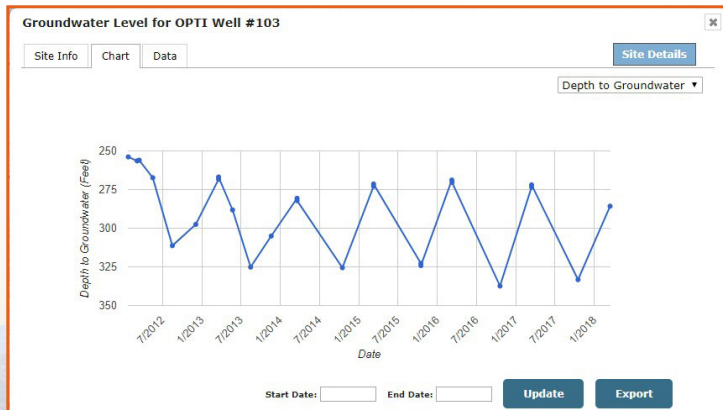 Groundwater Level for OPTI Well #103
Site Info Chart Data Site Details
Depth to Groundwater
250
275
300
325
350
Depth to Groundwater (Feet)
7/2012 1/2013 7/2013 1/2014 7/2014 1/2015 7/2015 1/2016 7/2016 1/2017 7/2017 1/2018
Date
Start Date: End Date: Update Export